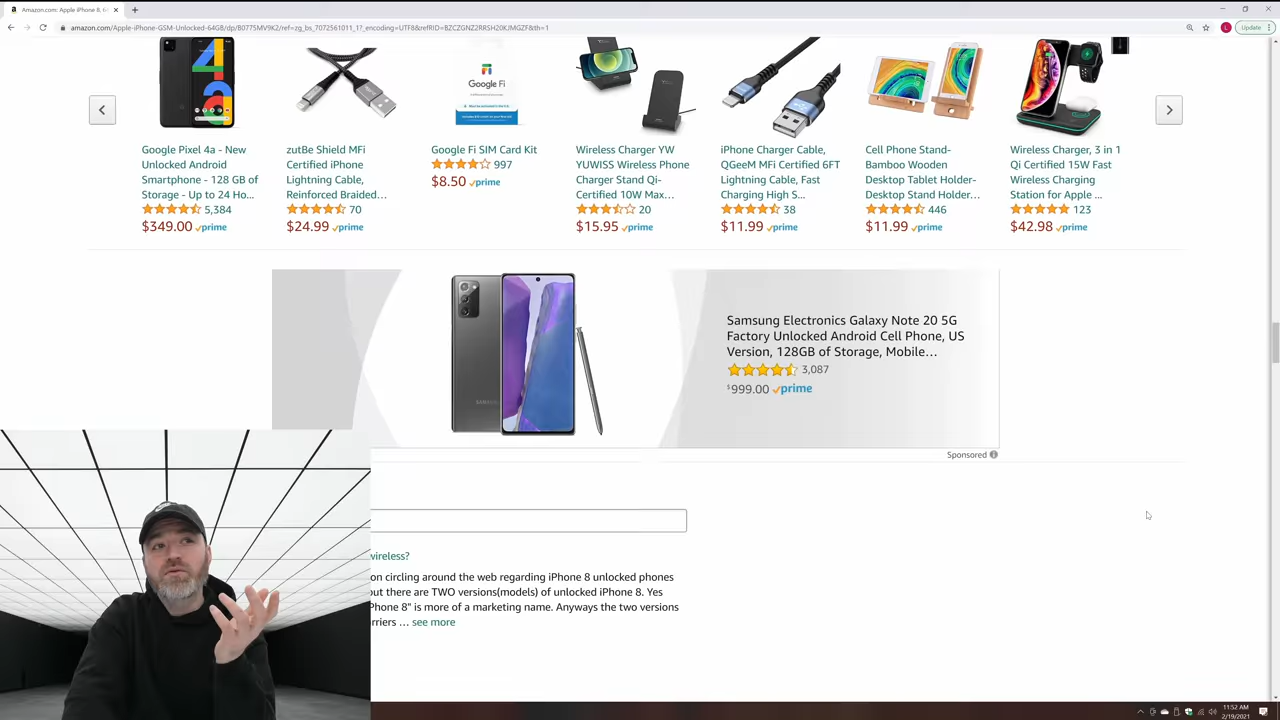 Amazon.com: Apple iPhone 8, 64
amazon.com/Apple-iPhone-GSM-Unlocked-64GB/dp/B0775MV9K2/ref=zg_bs_7072561011_17_encoding=UTF8&refRID=BZCZGNZ2RRSH20KJMGZF&th=1
L
Update
Google Fi
Google Pixel 4a - New
Unlocked Android
Smartphone - 128 GB of
Storage - Up to 24 Ho...
5,384
$349.00 prime
zutBe Shield MFi
Certified iPhone
Lightning Cable,
Reinforced Braided...
70
$24.99 prime
Google Fi SIM Card Kit
997
$8.50 prime
Wireless Charger YW
YUWISS Wireless Phone
Charger Stand Qi-
Certified 10W Max...
20
$15.95 prime
iPhone Charger Cable,
QGeeM MFi Certified 6FT
Lightning Cable, Fast
Charging High S...
38
$11.99 prime
Cell Phone Stand-
Bamboo Wooden
Desktop Tablet Holder-
Desktop Stand Holder...
446
$11.99 prime
Wireless Charger, 3 in 1
Qi Certified 15W Fast
Wireless Charging
Station for Apple ...
123
$42.98 prime
SAMSUNG
Samsung Electronics Galaxy Note 20 5G
Factory Unlocked Android Cell Phone, US
Version, 128GB of Storage, Mobile...
3,087
$999.00 prime
Sponsored
wireless?
on circling around the web regarding iPhone 8 unlocked phones
out there are TWO versions(models) of unlocked iPhone 8. Yes
Phone 8" is more of a marketing name. Anyways the two versions
rriers ... see more
11:52 AM
2/19/2021